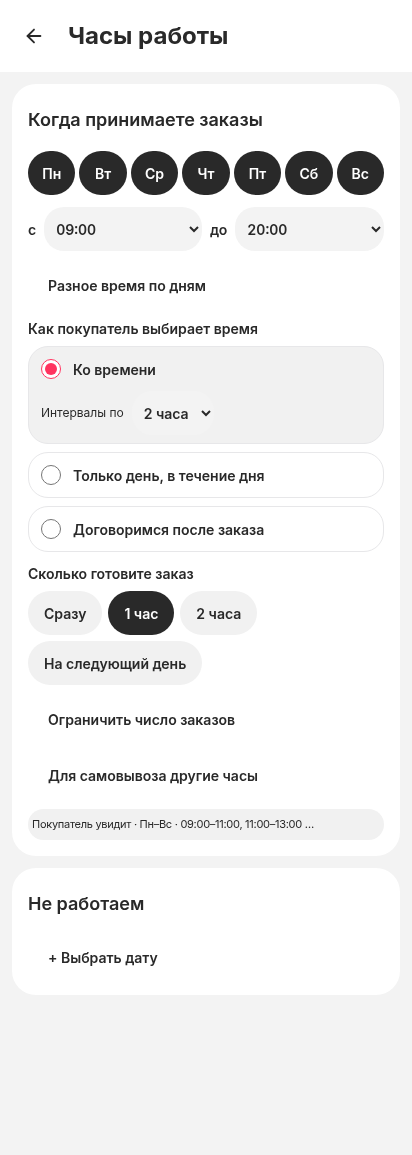 Часы работы
Когда принимаете заказы
Пн Вт Ср Чт Пт Сб Вс
с 09:00 до 20:00
Разное время по дням
Как покупатель выбирает время
Ко времени
Интервалы по 2 часа
Только день, в течение дня
Договоримся после заказа
Сколько готовите заказ
Сразу 1 час 2 часа
На следующий день
Ограничить число заказов
Для самовывоза другие часы
Покупатель увидит · Пн–Вс · 09:00–11:00, 11:00–13:00 ...
Не работаем
+ Выбрать дату